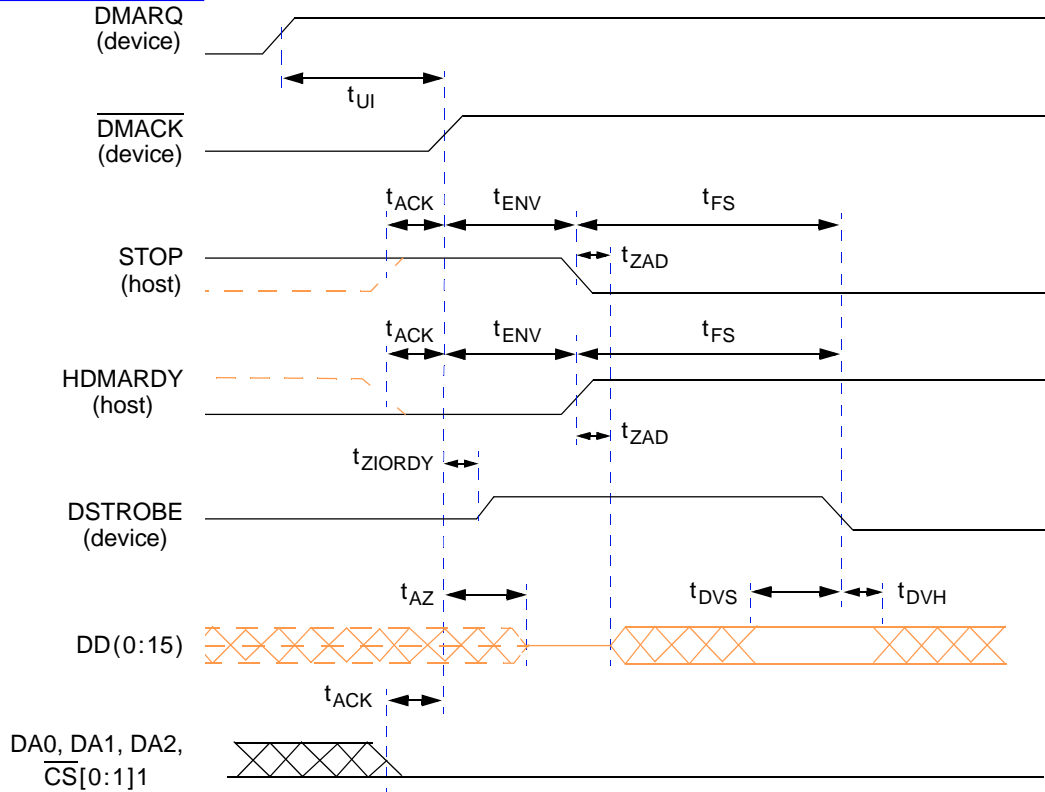 DMARQ
(device)
tUI
DMACK
(device)
tACK tENV tFS
STOP
(host)
tZAD
tACK tENV tFS
HDMARDY
(host)
tZAD
tZIORDY
DSTROBE
(device)
tAZ tDVS tDVH
DD(0:15)
tACK
DA0, DA1, DA2,
CS[0:1]1